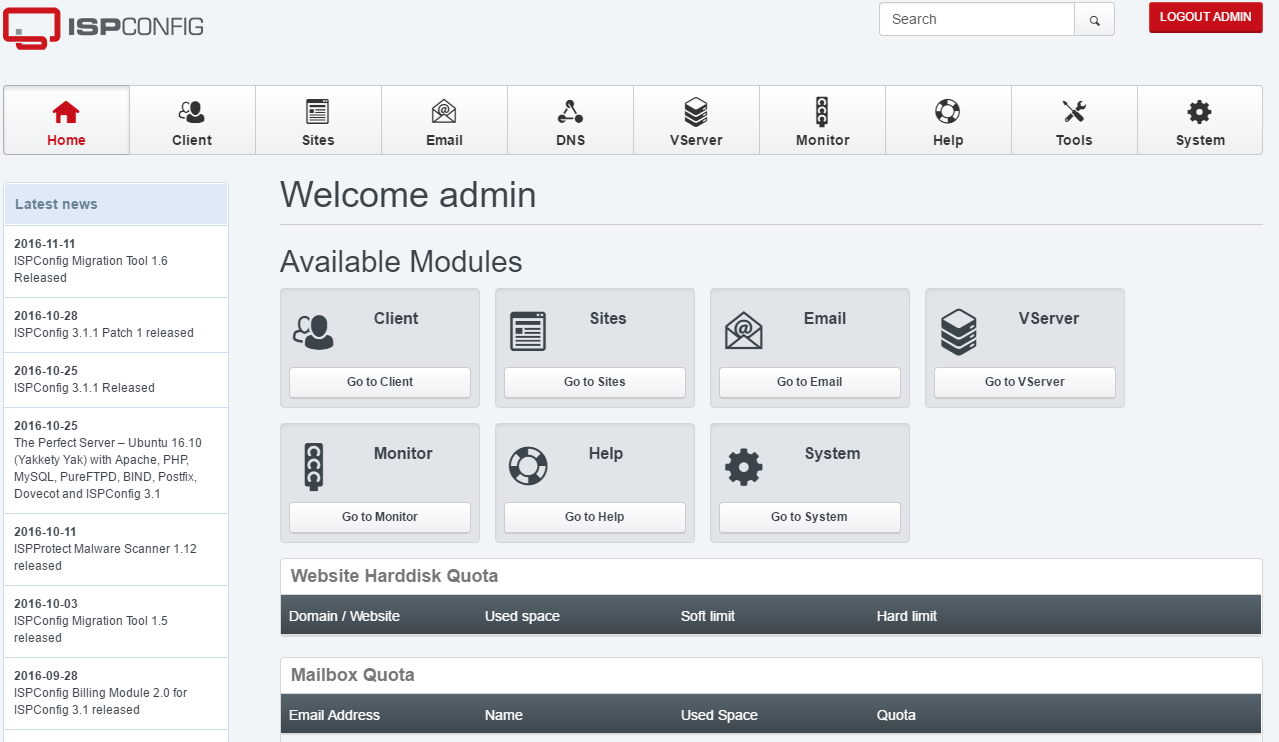 ISPCONFIG
Search
LOGOUT ADMIN
Home
Client
Sites
Email
DNS
VServer
Monitor
Help
Tools
System
Latest news
2016-11-11
ISPConfig Migration Tool 1.6
Released
2016-10-28
ISPConfig 3.1.1 Patch 1 released
2016-10-25
ISPConfig 3.1.1 Released
2016-10-25
The Perfect Server – Ubuntu 16.10
(Yakkety Yak) with Apache, PHP,
MySQL, PureFTPD, BIND, Postfix,
Dovecot and ISPConfig 3.1
2016-10-11
ISPProtect Malware Scanner 1.12
released
2016-10-03
ISPConfig Migration Tool 1.5
released
2016-09-28
ISPConfig Billing Module 2.0 for
ISPConfig 3.1 released
Welcome admin
Available Modules
Client
Go to Client
Sites
Go to Sites
Email
Go to Email
VServer
Go to VServer
Monitor
Go to Monitor
Help
Go to Help
System
Go to System
Website Harddisk Quota
Domain / Website Used space Soft limit Hard limit
Mailbox Quota
Email Address Name Used Space Quota